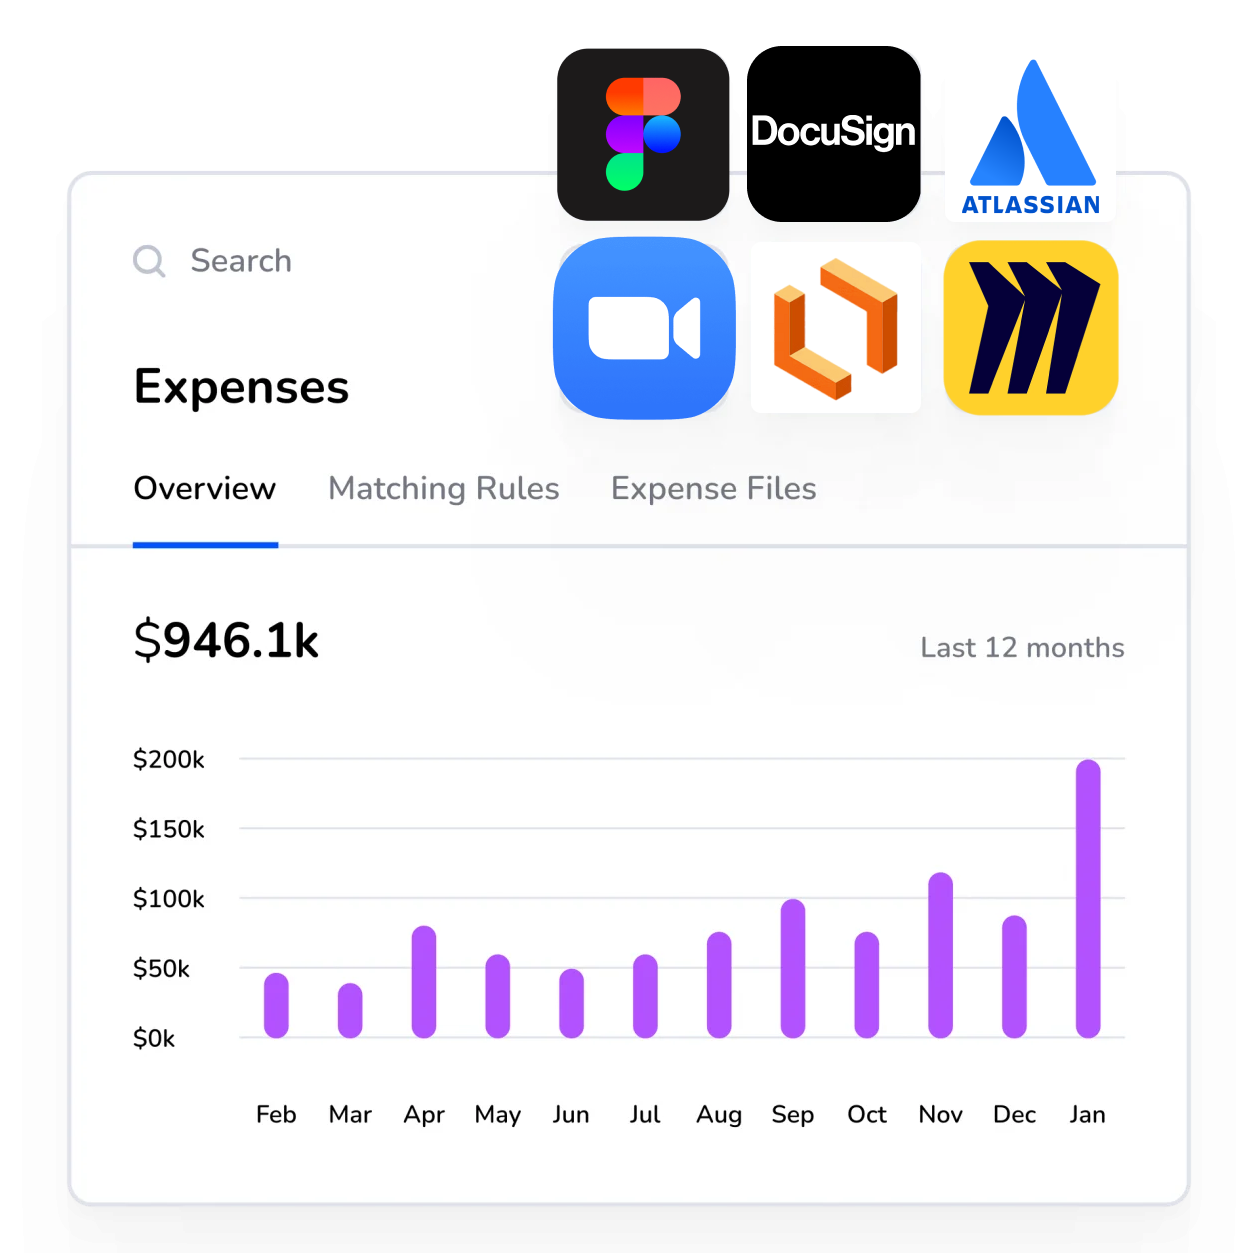 DocuSign
ATLASSIAN
Search
Expenses
Overview Matching Rules Expense Files
$946.1k Last 12 months
$200k
$150k
$100k
$50k
$0k
Feb Mar Apr May Jun Jul Aug Sep Oct Nov Dec Jan